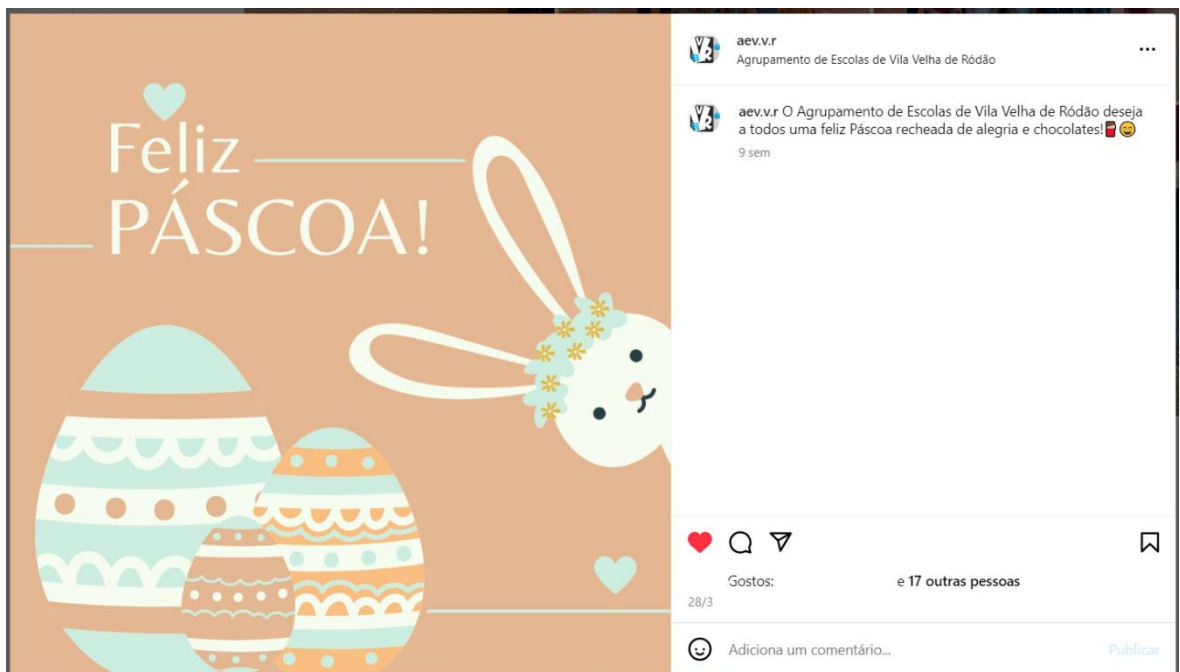 Feliz
PÁSCOA!
aev.v.r
Agrupamento de Escolas de Vila Velha de Ródão
aev.v.r O Agrupamento de Escolas de Vila Velha de Ródão deseja
a todos uma feliz Páscoa recheada de alegria e chocolates!🍫😄
9 sem
Gostos: e 17 outras pessoas
28/3
Adiciona um comentário...
Publicar